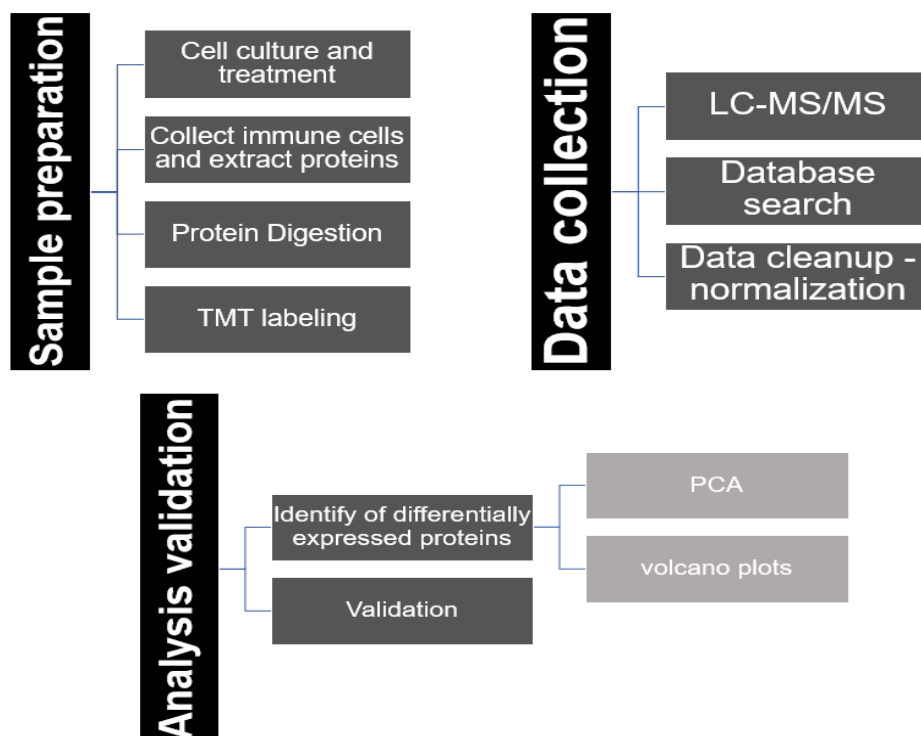 Sample preparation
Cell culture and
treatment
Collect immune cells
and extract proteins
Protein Digestion
TMT labeling
Data collection
LC-MS/MS
Database
search
Data cleanup -
normalization
Analysis validation
Identify of differentially
expressed proteins
PCA
volcano plots
Validation